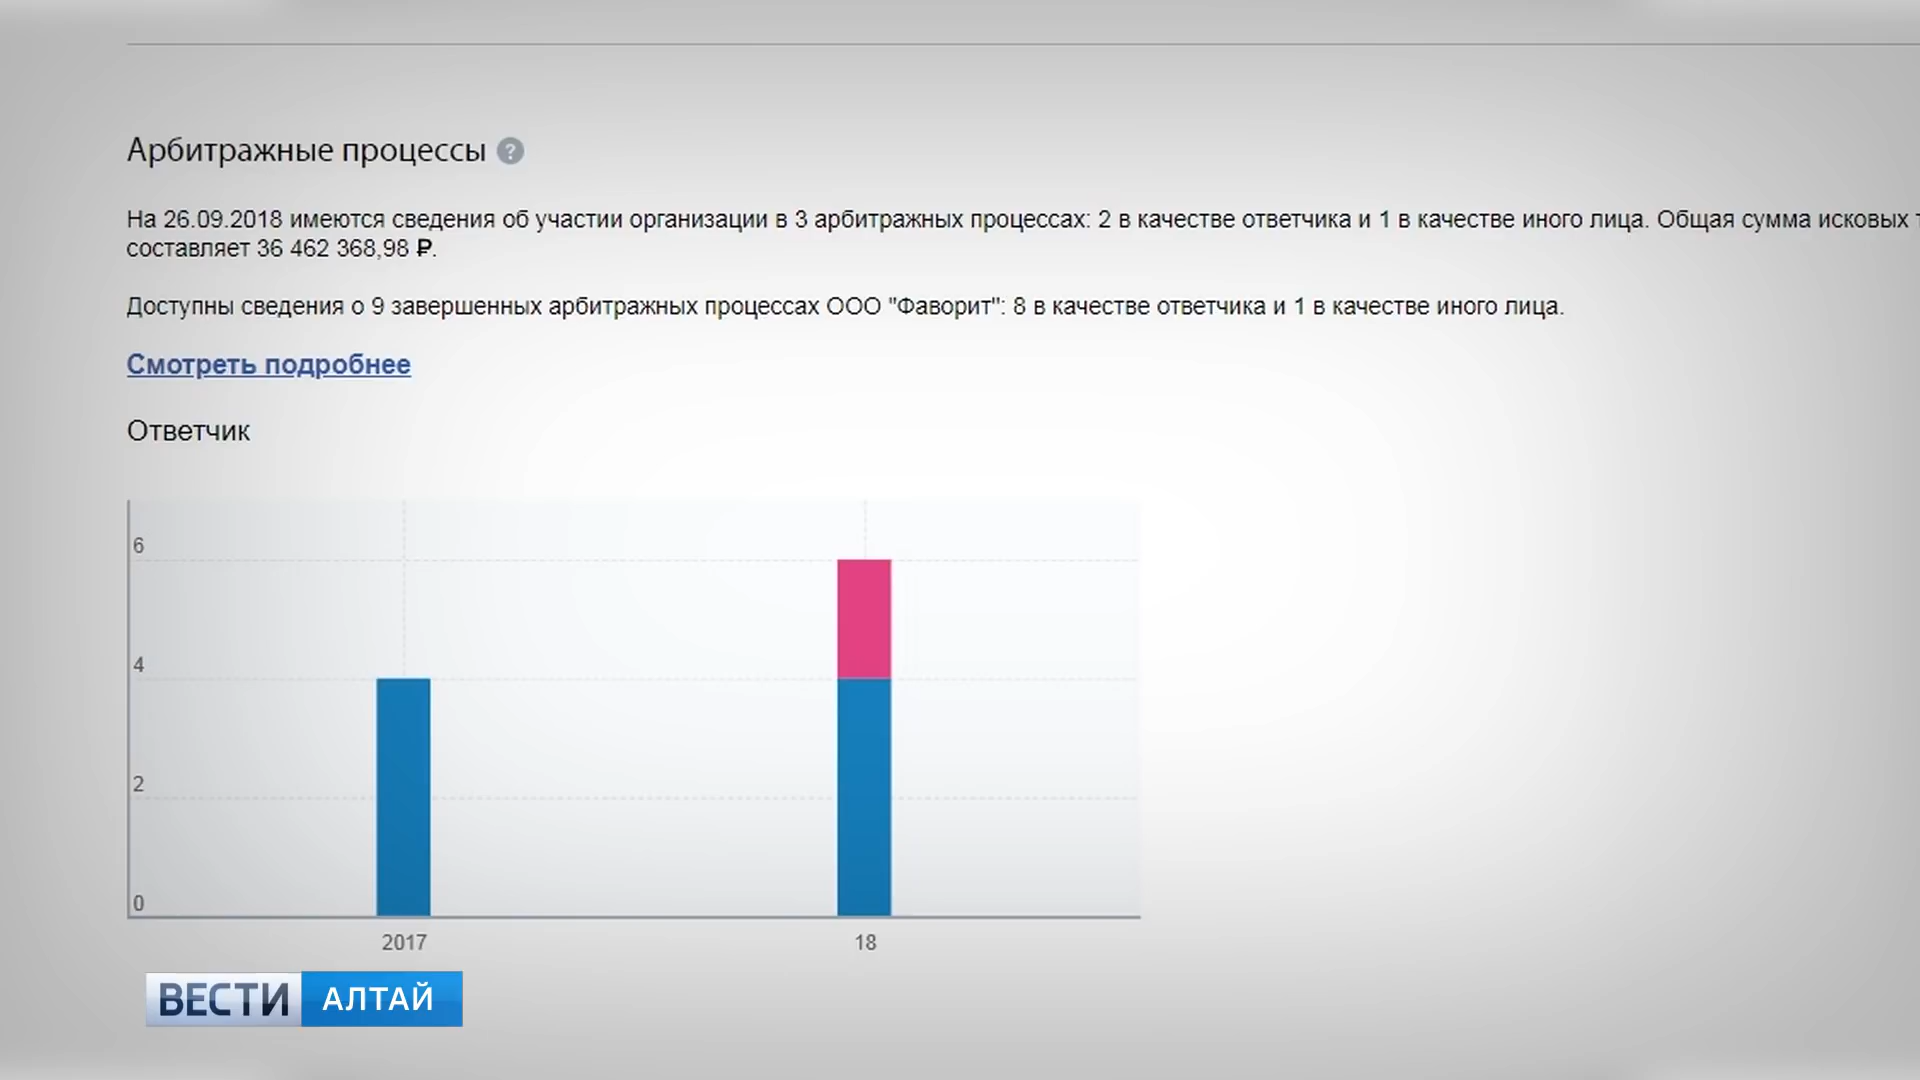 Арбитражные процессы ?
На 26.09.2018 имеются сведения об участии организации в 3 арбитражных процессах: 2 в качестве ответчика и 1 в качестве иного лица. Общая сумма исковых
составляет 36 462 368,98 ₽.
Доступны сведения о 9 завершенных арбитражных процессах ООО "Фаворит": 8 в качестве ответчика и 1 в качестве иного лица.
Смотреть подробнее
Ответчик
6
4
2
0
2017 18
ВЕСТИ АЛТАЙ